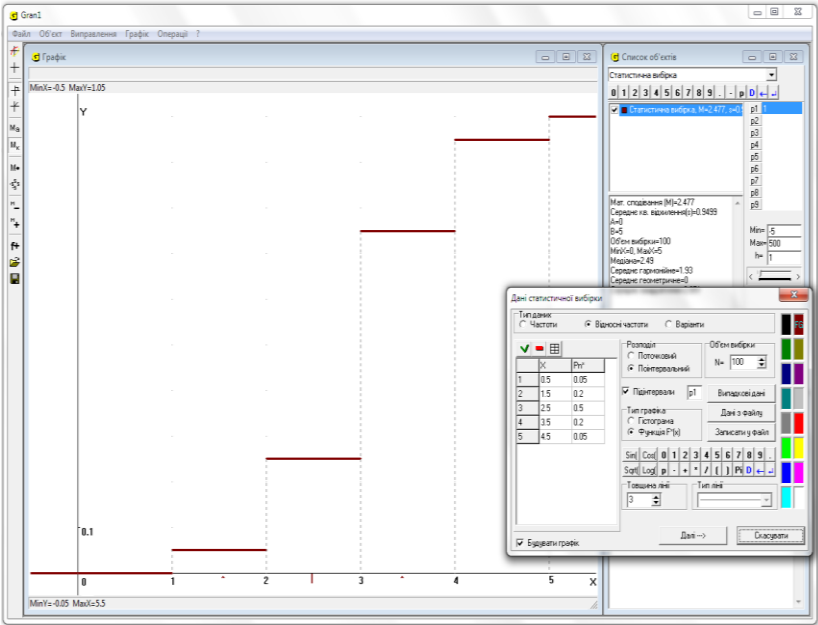 Gran1
Файл Об'єкт Виправлення Графік Операції ?
Графік
MinX=-0.5 MaxY=1.05
Y
0.1
0 1 2 3 4 5 X
MinY=-0.05 MaxX=5.5
Список об'єктів
Статистична вибірка
0 1 2 3 4 5 6 7 8 9 . - p D ← ↵
Статистична вибірка, M=2.477, s=0.
p1 1
p2
p3
p4
p5
p6
p7
p8
p9
Мат. сподівання (M)=2.477
Середнє кв. відхилення(s)=0.9499
A=0
B=5
Об'єм вибірки=100
MinX=0, MaxX=5
Медіана=2.49
Середнє гармонійне=1.93
Середнє геометричне=0
Min= -5
Max= 500
h= 1
Дані статистичної вибірки
Тип даних
Частоти Відносні частоти Варіанти
X Pn*
1 0.5 0.05
2 1.5 0.2
3 2.5 0.5
4 3.5 0.2
5 4.5 0.05
Розподіл
Поточковий
Поінтервальний
Об'єм вибірки
N= 100
Підінтервали p1
Випадкові дані
Тип графіка
Гістограма
Функція F*(x)
Дані з файлу
Записати у файл
Sin( Cos( 0 1 2 3 4 5 6 7 8 9 .
Sqrt( Log( p - + * / ( ) Pi D ← ↵
Товщина лінії
3
Тип лінії
Будувати графік
Далі -->
Скасувати